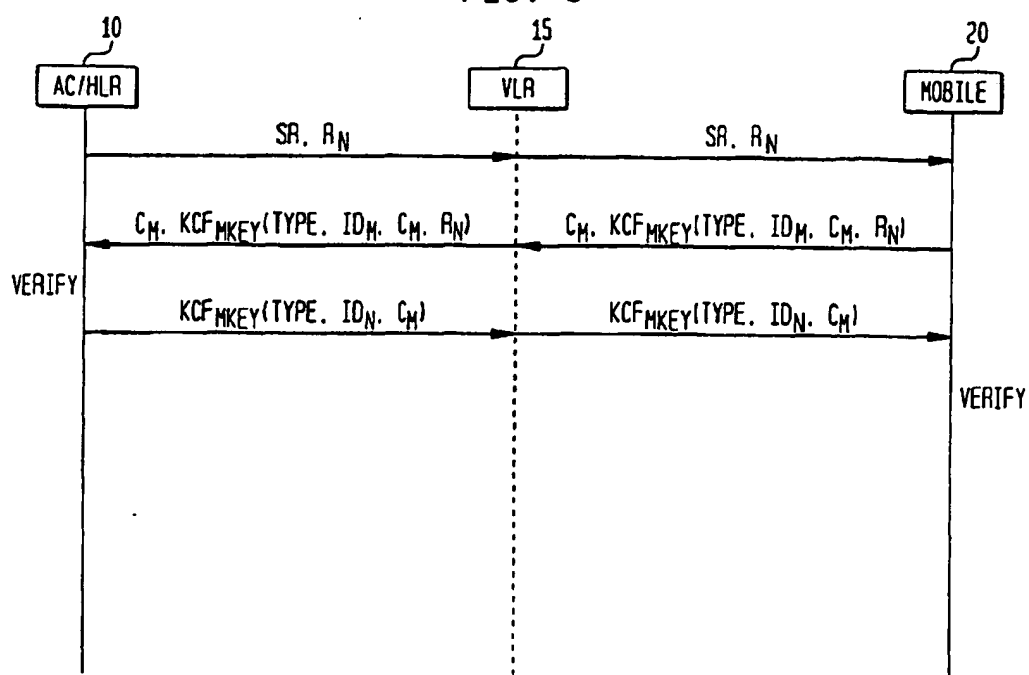 10
15
20
AC/HLR
VLR
MOBILE
SR, R_N
SR, R_N
C_M, KCF_MKEY(TYPE, ID_M, C_M, R_N)
C_M, KCF_MKEY(TYPE, ID_M, C_M, R_N)
VERIFY
KCF_MKEY(TYPE, ID_N, C_M)
KCF_MKEY(TYPE, ID_N, C_M)
VERIFY